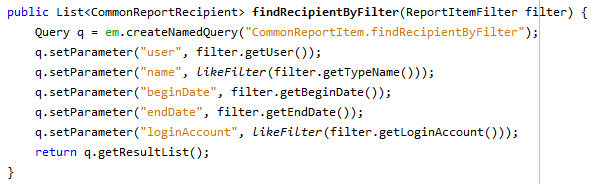 public List<CommonReportRecipient> findRecipientByFilter(ReportItemFilter filter) {
    Query q = em.createNamedQuery("CommonReportItem.findRecipientByFilter");
    q.setParameter("user", filter.getUser());
    q.setParameter("name", likeFilter(filter.getTypeName()));
    q.setParameter("beginDate", filter.getBeginDate());
    q.setParameter("endDate", filter.getEndDate());
    q.setParameter("loginAccount", likeFilter(filter.getLoginAccount()));
    return q.getResultList();
}